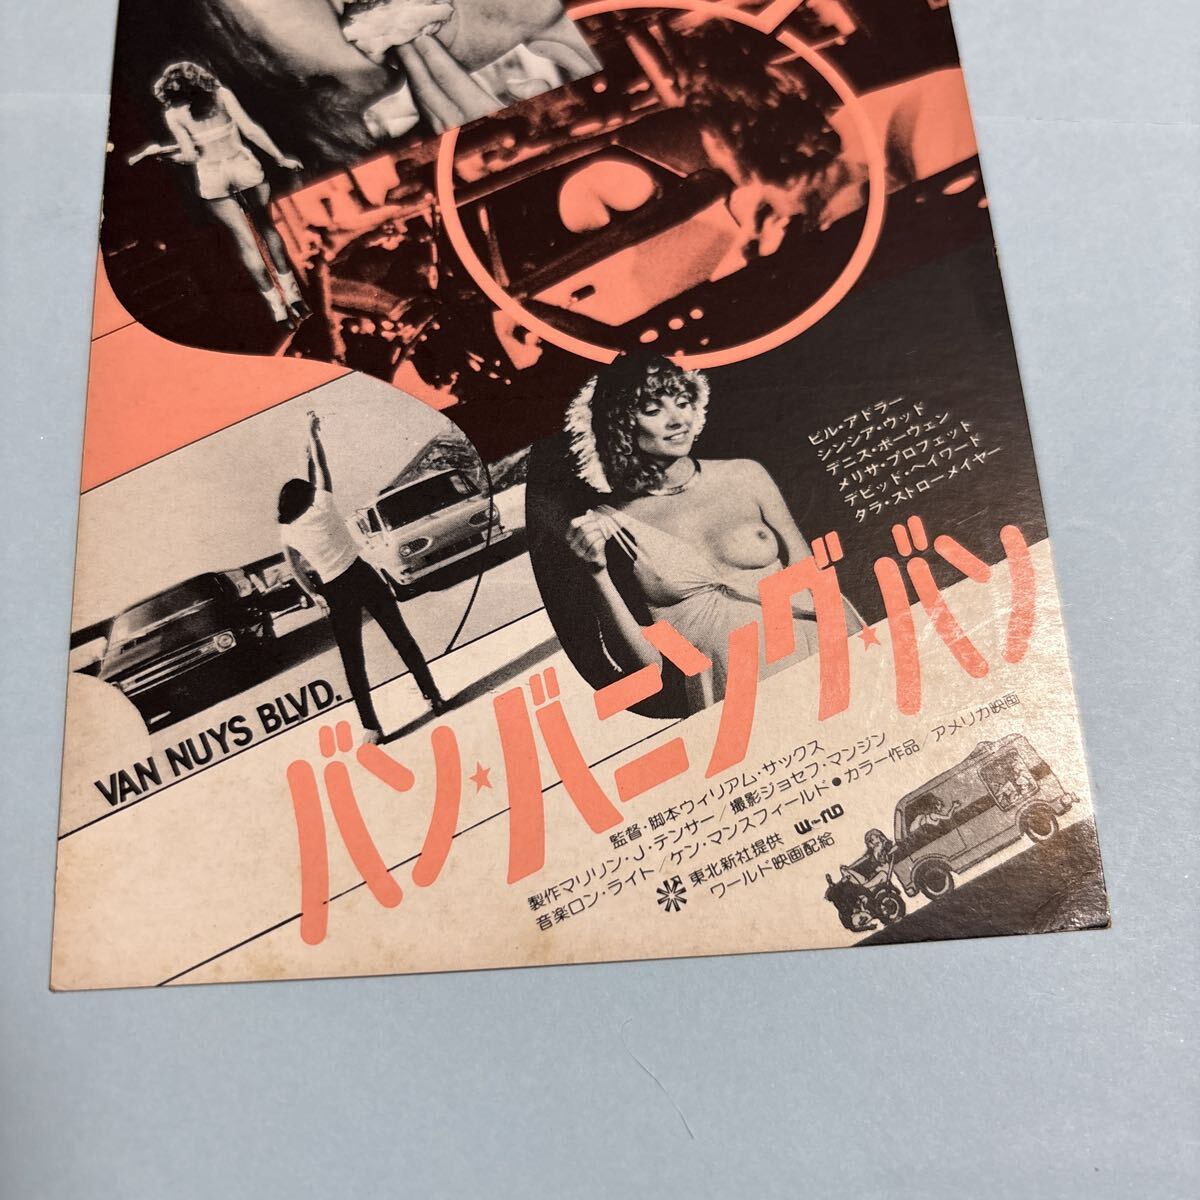 ビル・アドラー
シンシア・ウッド
デニス・ボーウェン
メリサ・プロフェット
デビッド・ヘイワード
タラ・ストローメイヤー
VAN NUYS BLVD.
バン★バニング★バン
監督・脚本ウィリアム・サックス
製作マリリン・J・テンサー/撮影ジョセフ・マンジン
音楽ロン・ライト/ケン・マンスフィールド●カラー作品/アメリカ映画
東北新社提供
ワールド映画配給